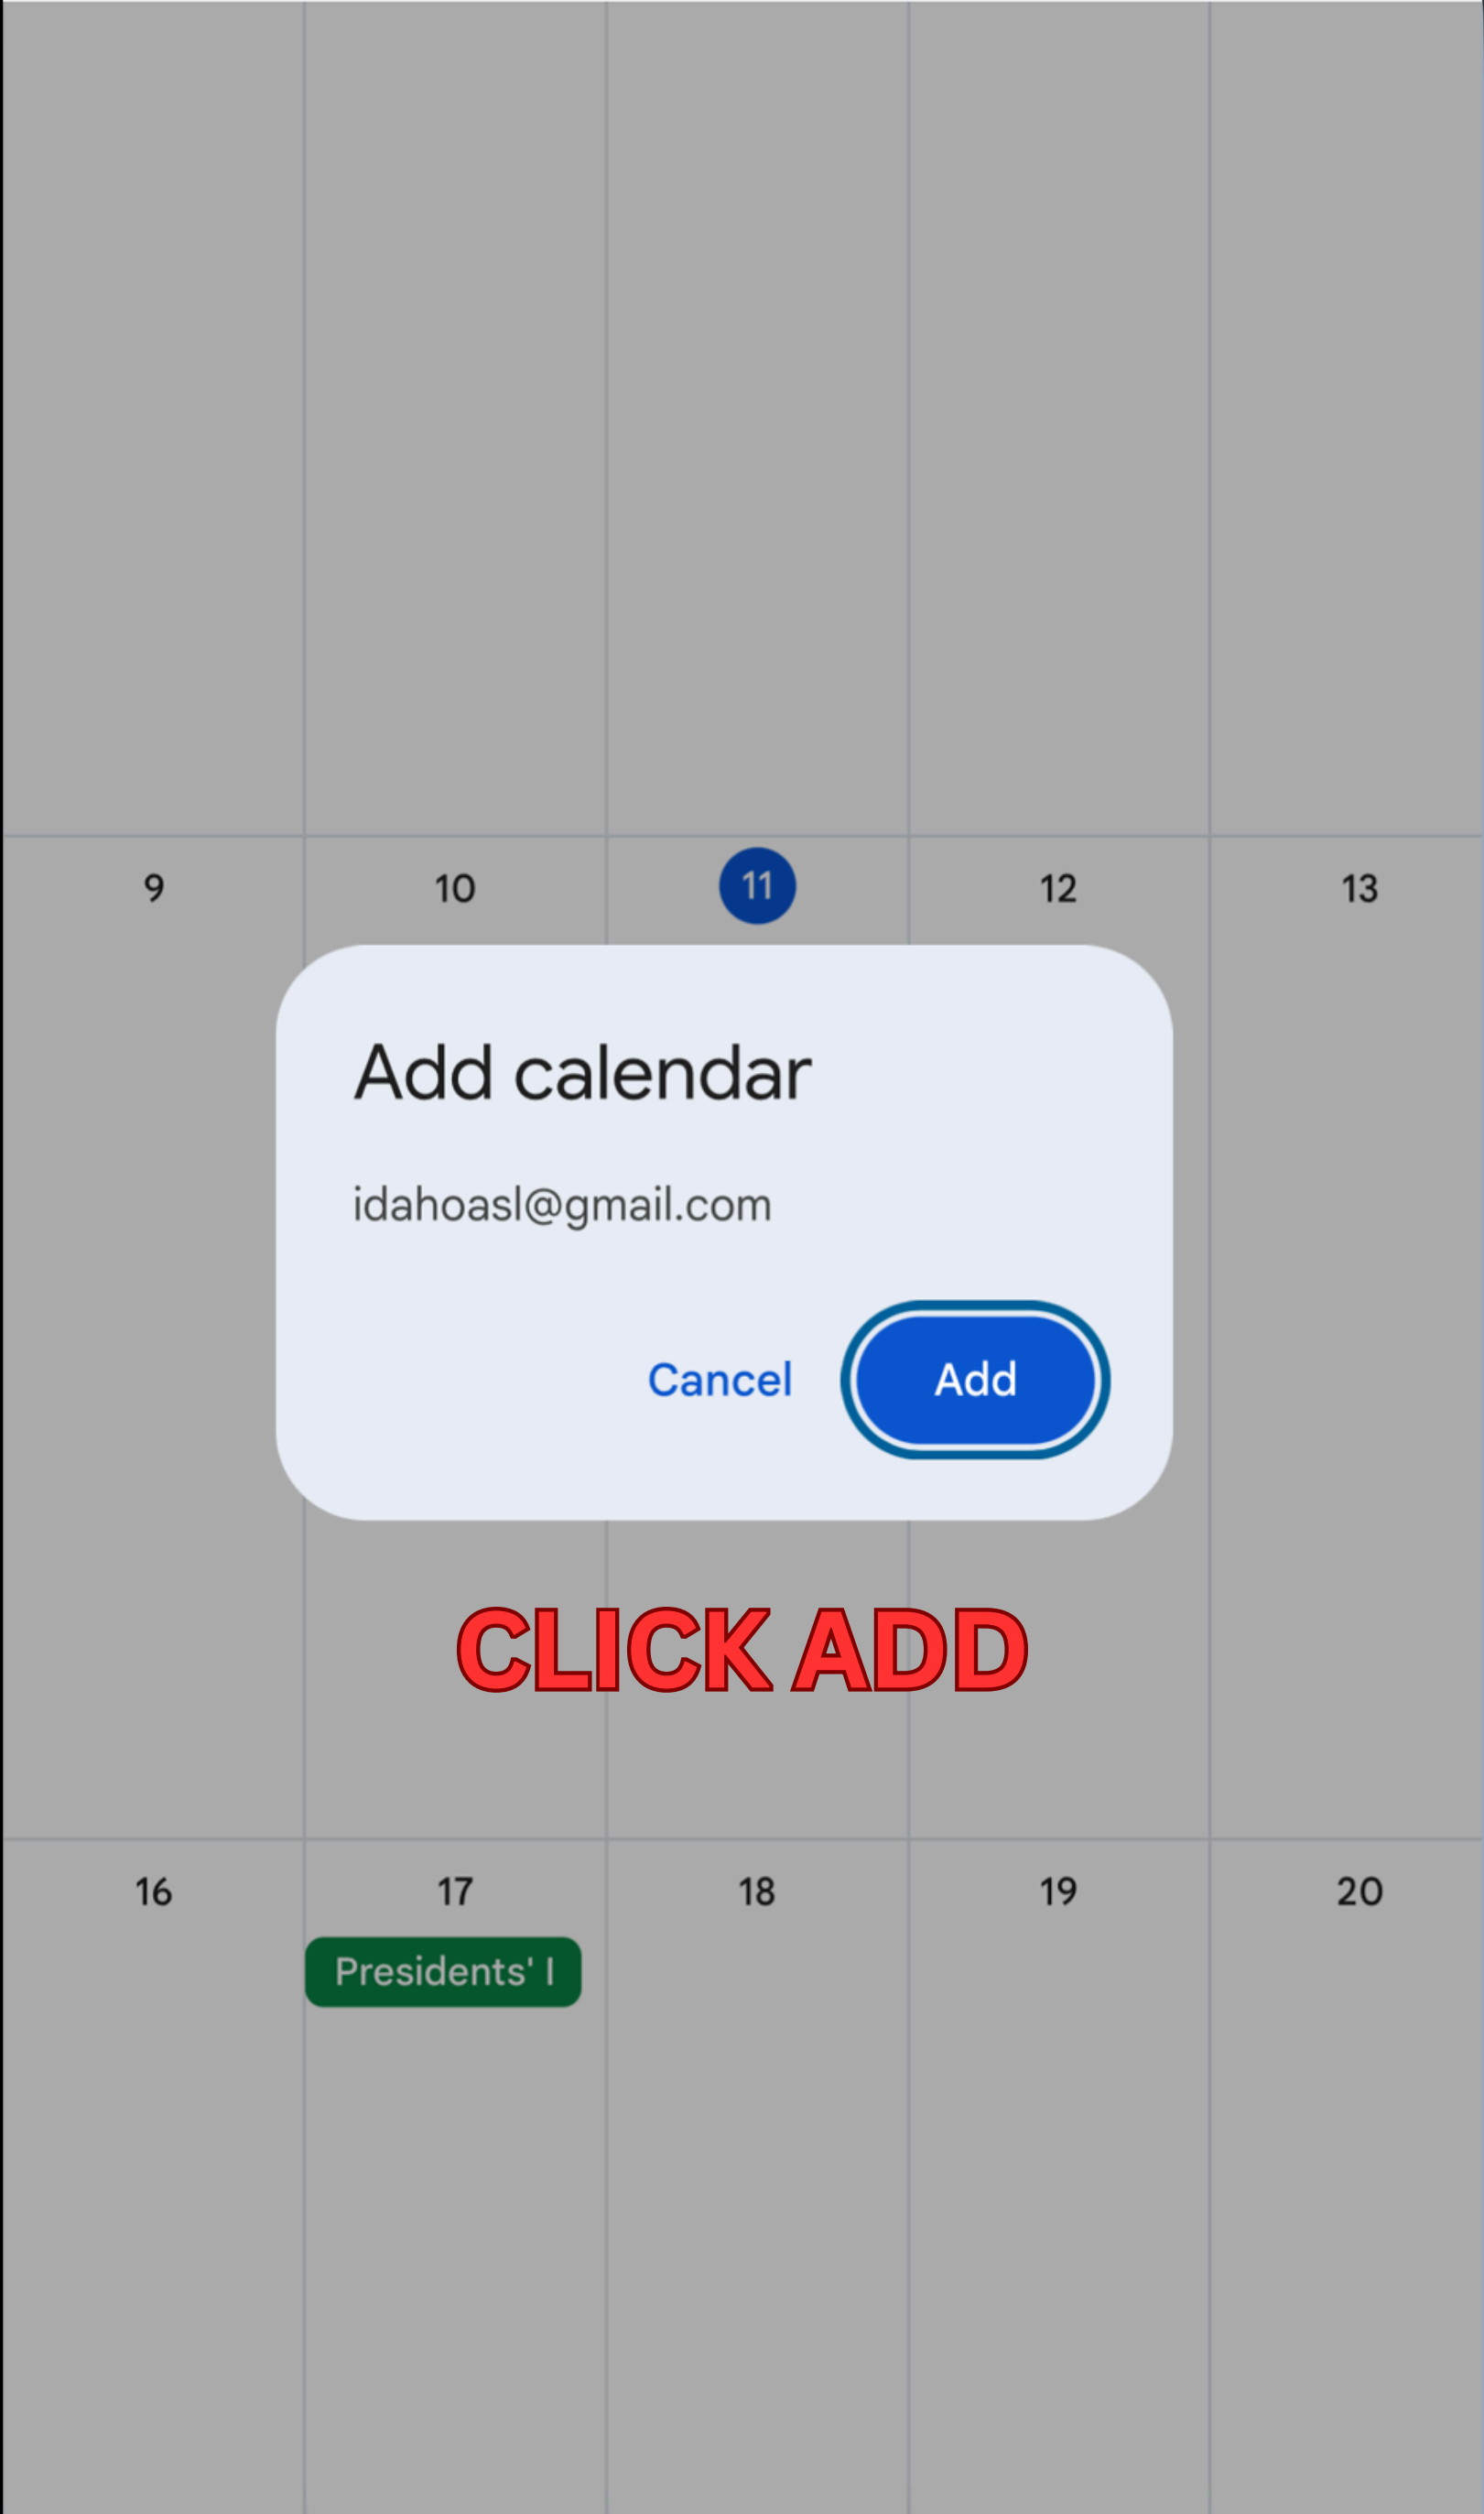 9 10 11 12 13
Add calendar
idahoasl@gmail.com
Cancel Add
CLICK ADD
16 17 18 19 20
Presidents' I